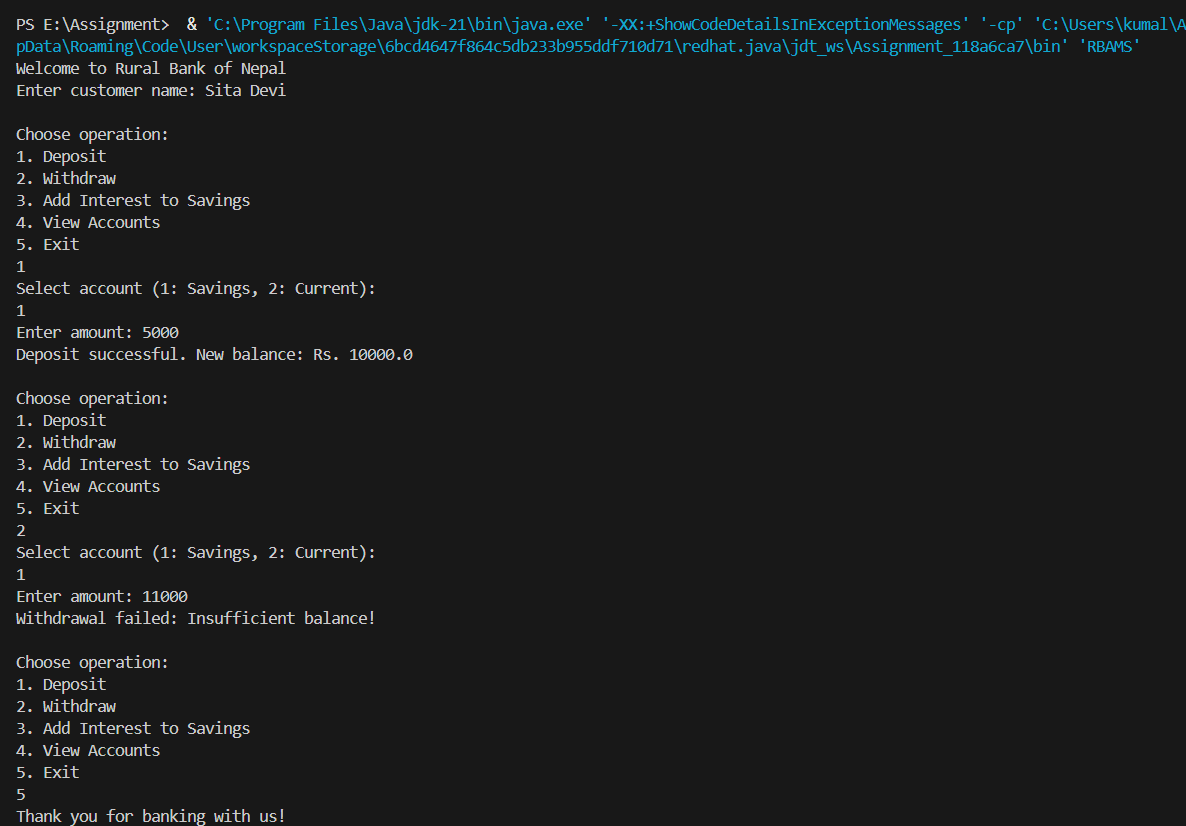 PS E:\Assignment>  & 'C:\Program Files\Java\jdk-21\bin\java.exe' '-XX:+ShowCodeDetailsInExceptionMessages' '-cp' 'C:\Users\kumal\A
pData\Roaming\Code\User\workspaceStorage\6bcd4647f864c5db233b955ddf710d71\redhat.java\jdt_ws\Assignment_118a6ca7\bin' 'RBAMS'
Welcome to Rural Bank of Nepal
Enter customer name: Sita Devi
Choose operation:
1. Deposit
2. Withdraw
3. Add Interest to Savings
4. View Accounts
5. Exit
1
Select account (1: Savings, 2: Current):
1
Enter amount: 5000
Deposit successful. New balance: Rs. 10000.0
Choose operation:
1. Deposit
2. Withdraw
3. Add Interest to Savings
4. View Accounts
5. Exit
2
Select account (1: Savings, 2: Current):
1
Enter amount: 11000
Withdrawal failed: Insufficient balance!
Choose operation:
1. Deposit
2. Withdraw
3. Add Interest to Savings
4. View Accounts
5. Exit
5
Thank you for banking with us!